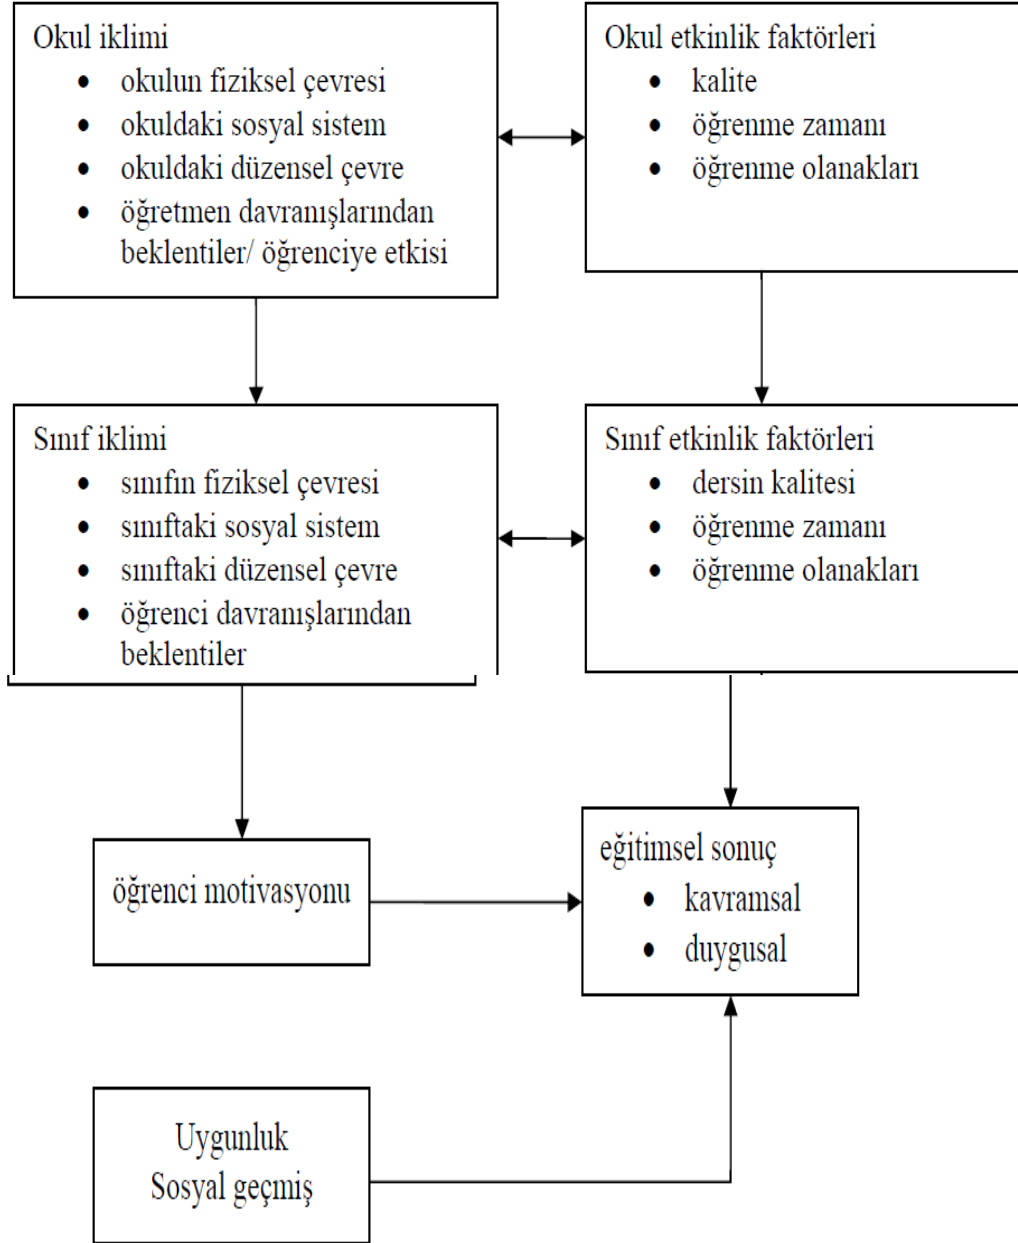 Okul iklimi
• okulun fiziksel çevresi
• okuldaki sosyal sistem
• okuldaki düzensel çevre
• öğretmen davranışlarından
beklentiler/ öğrenciye etkisi
Okul etkinlik faktörleri
• kalite
• öğrenme zamanı
• öğrenme olanakları
Sınıf iklimi
• sınıfın fiziksel çevresi
• sınıftaki sosyal sistem
• sınıftaki düzensel çevre
• öğrenci davranışlarından
beklentiler
Sınıf etkinlik faktörleri
• dersin kalitesi
• öğrenme zamanı
• öğrenme olanakları
öğrenci motivasyonu
eğitimsel sonuç
• kavramsal
• duygusal
Uygunluk
Sosyal geçmiş